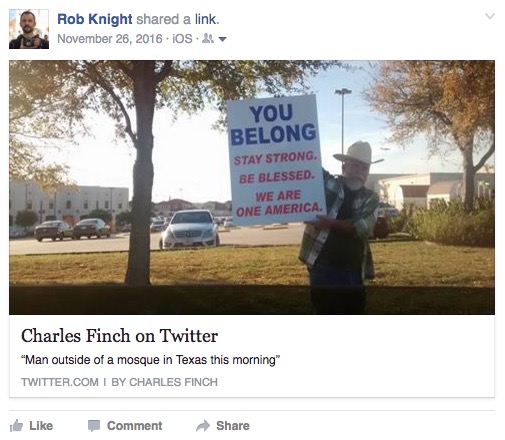 Rob Knight shared a link.
November 26, 2016 · iOS ·
YOU
BELONG
STAY STRONG.
BE BLESSED.
WE ARE
ONE AMERICA.
Charles Finch on Twitter
“Man outside of a mosque in Texas this morning”
TWITTER.COM | BY CHARLES FINCH
Like Comment Share